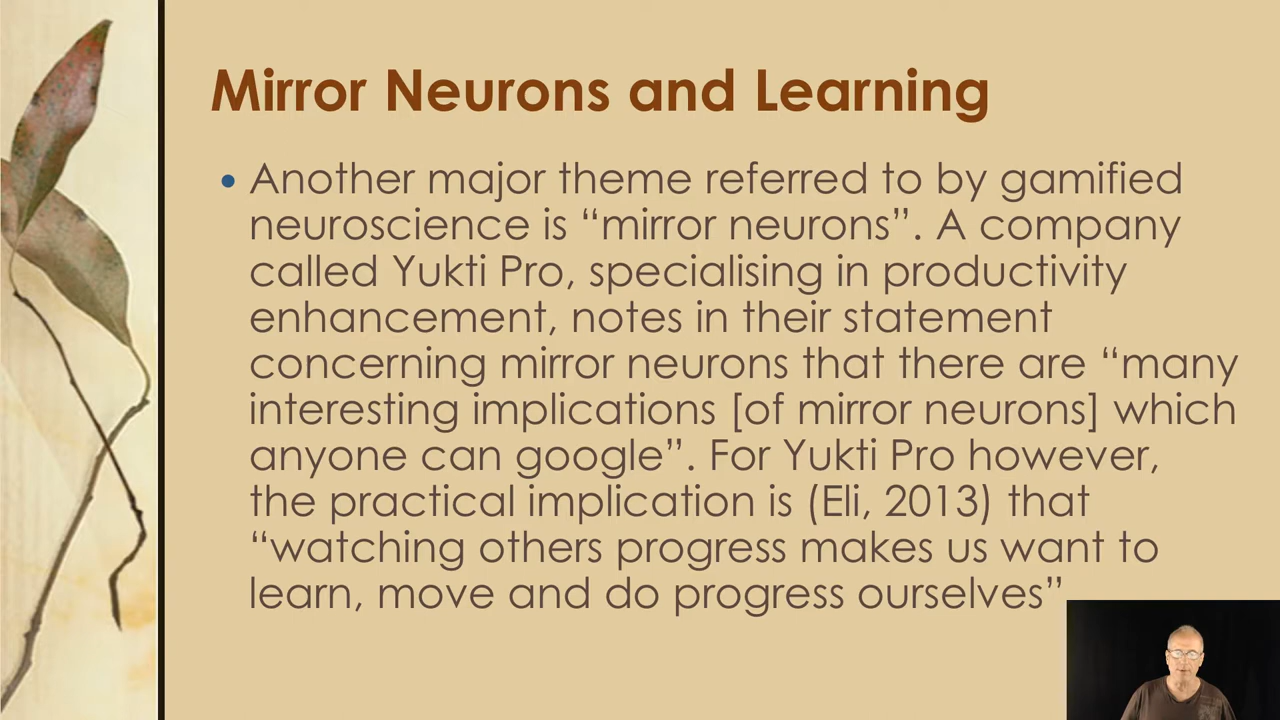 Mirror Neurons and Learning
• Another major theme referred to by gamified
neuroscience is “mirror neurons”. A company
called Yukti Pro, specialising in productivity
enhancement, notes in their statement
concerning mirror neurons that there are “many
interesting implications [of mirror neurons] which
anyone can google”. For Yukti Pro however,
the practical implication is (Eli, 2013) that
“watching others progress makes us want to
learn, move and do progress ourselves”